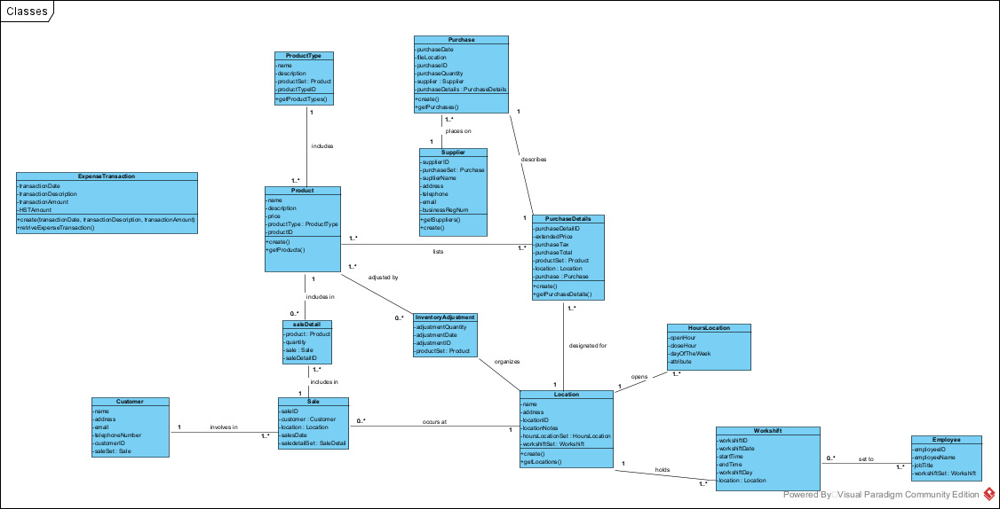 Classes
Purchase
-purchaseDate
-fileLocation
-purchaseID
-purchaseQuantity
-supplier : Supplier
-purchaseDetails : PurchaseDetails
+create()
+getPurchases()
ProductType
-name
-description
-productSet : Product
-productTypeID
+getProductTypes()
1
1..*
1
places on
1
describes
includes
1..*
1
Supplier
-supplierID
-purchaseSet : Purchase
-supllierName
-address
-telephone
-email
-businessRegNum
+getSuppliers()
+create()
ExpenseTransaction
-transactionDate
-transactionDescription
-transactionAmount
-HSTAmount
+create(transactionDate, transactionDescription, transactionAmount)
+retriveExpenseTransaction()
Product
-name
-description
-price
-productType : ProductType
-productID
+create()
+getProducts()
PurchaseDetails
-purchaseDetailID
-extendedPrice
-purchaseTax
-purchaseTotal
-productSet : Product
-location : Location
-purchase : Purchase
+create()
+getPurchaseDetails()
1..*
lists
1..*
1..*
adjusted by
0..*
1
includes in
0..*
saleDetail
-product : Product
-quantity
-sale : Sale
-saleDetailID
InventoryAdjustment
-adjustmentQuantity
-adjustmentDate
-adjustmentID
-productSet : Product
1..*
designated for
1
organizes
HoursLocation
-openHour
-closeHour
-dayOfTheWeek
-attribute
1..*
opens
1
1..*
includes in
1
Customer
-name
-address
-email
-telephoneNumber
-customerID
-saleSet : Sale
1
involves in
1..*
Sale
-saleID
-customer : Customer
-location : Location
-salesDate
-saledetailSet : SaleDetail
0..*
occurs at
1
Location
-name
-address
-locationID
-locationNotes
-hoursLocationSet : HoursLocation
-workshiftSet : Workshift
+create()
+getLocations()
1
holds
1..*
Workshift
-workshiftID
-workshiftDate
-startTime
-endTime
-workshiftDay
-location : Location
0..*
set to
1..*
Employee
-employeeID
-employeeName
-jobTitle
-workshiftSet : Workshift
Powered By Visual Paradigm Community Edition